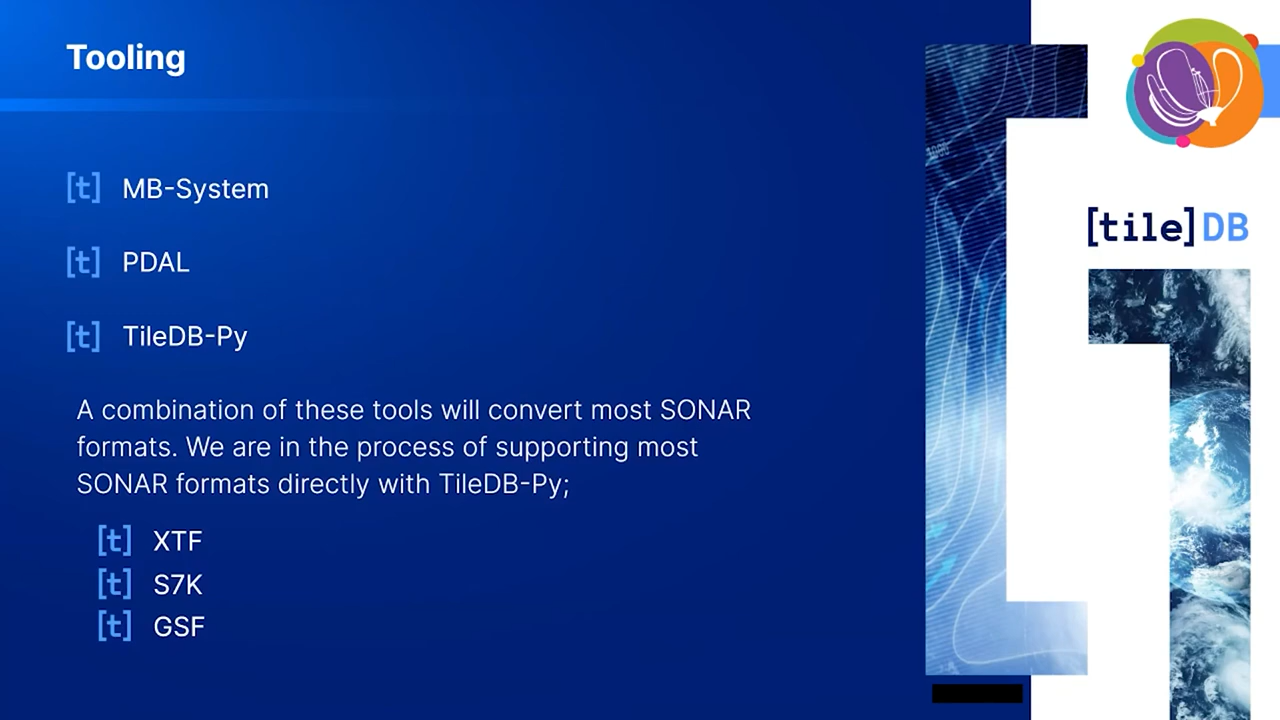 Tooling
[t] MB-System
[t] PDAL
[t] TileDB-Py
A combination of these tools will convert most SONAR
formats. We are in the process of supporting most
SONAR formats directly with TileDB-Py;
[t] XTF
[t] S7K
[t] GSF
[tile]DB